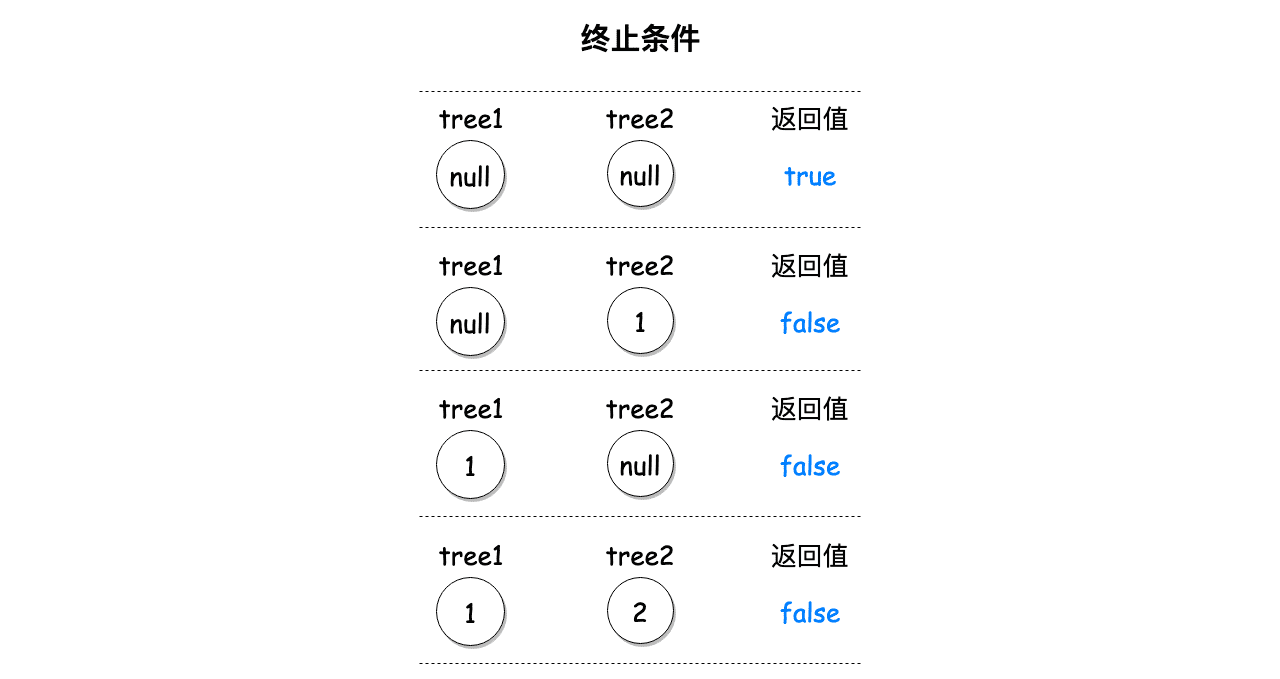 终止条件
tree1 tree2 返回值
null null true
tree1 tree2 返回值
null 1 false
tree1 tree2 返回值
1 null false
tree1 tree2 返回值
1 2 false